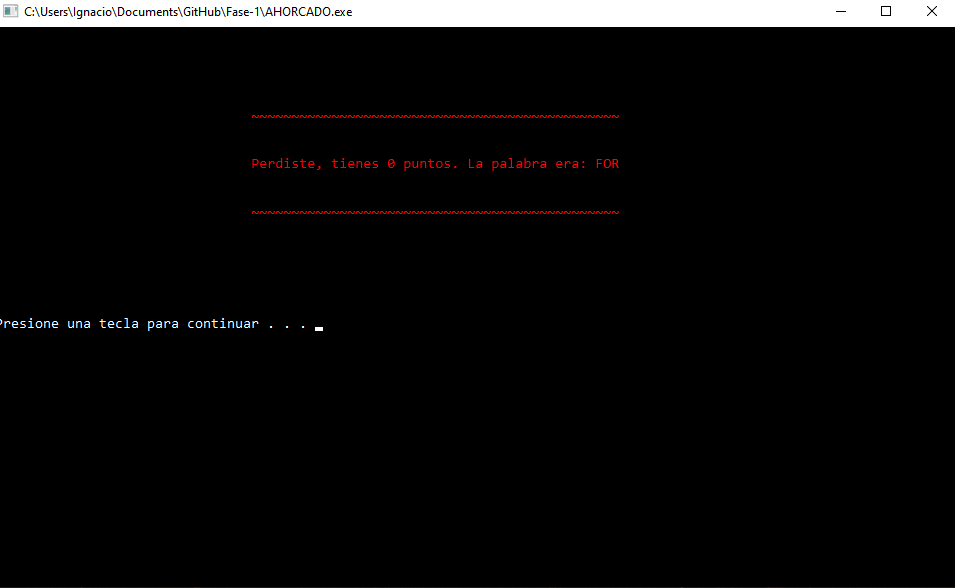 C:\Users\Ignacio\Documents\GitHub\Fase-1\AHORCADO.exe
~~~~~~~~~~~~~~~~~~~~~~~~~~~~~~~~~~~~~~~~~~~~~~
Perdiste, tienes 0 puntos. La palabra era: FOR
~~~~~~~~~~~~~~~~~~~~~~~~~~~~~~~~~~~~~~~~~~~~~~
Presione una tecla para continuar . . .